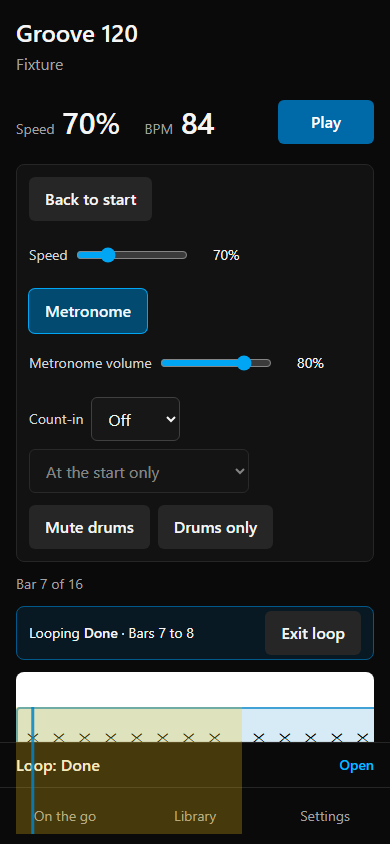 Groove 120
Fixture
Speed 70% BPM 84 Play
Back to start
Speed 70%
Metronome
Metronome volume 80%
Count-in Off
At the start only
Mute drums Drums only
Bar 7 of 16
Looping Done · Bars 7 to 8 Exit loop
Loop: Done Open
On the go Library Settings